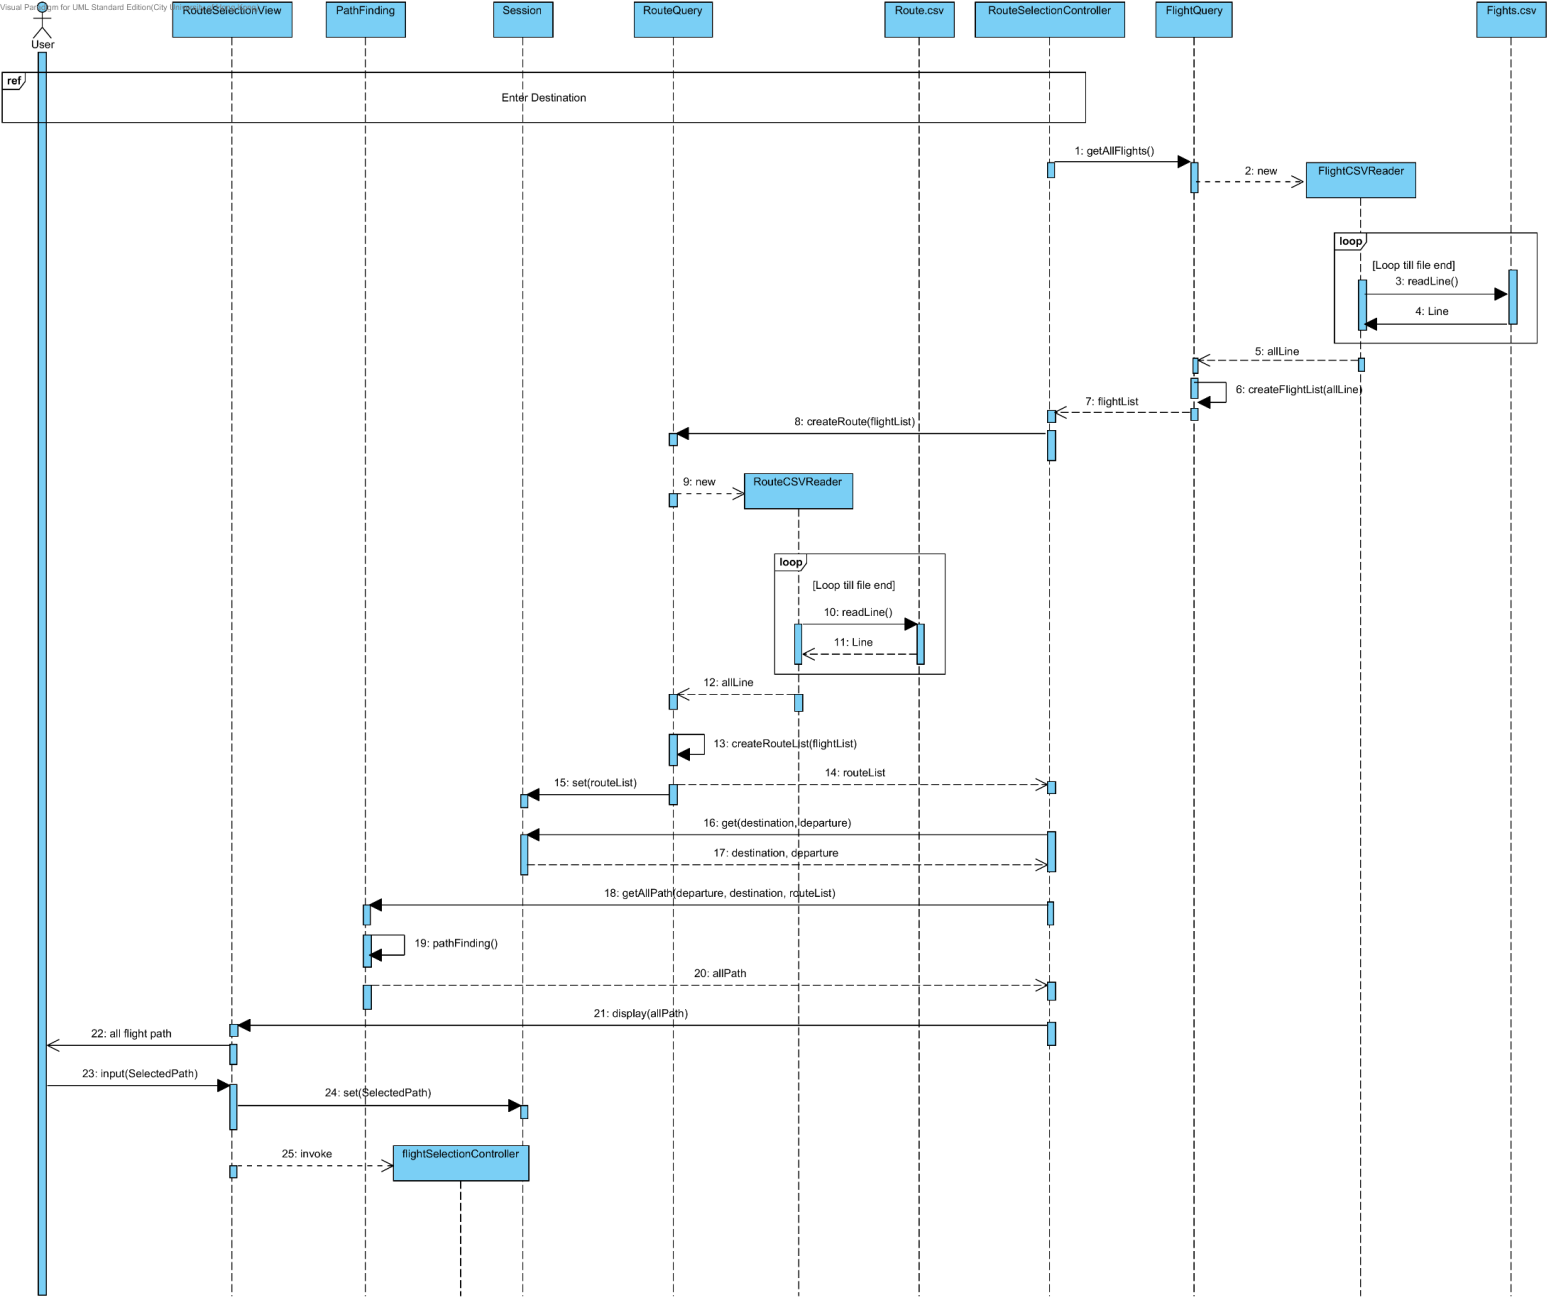 Visual Paradigm for UML Standard Edition(City
User
RouteSelectionView
PathFinding
Session
RouteQuery
Route.csv
RouteSelectionController
FlightQuery
Fights.csv
ref
Enter Destination
1: getAllFlights()
2: new
FlightCSVReader
loop
[Loop till file end]
3: readLine()
4: Line
5: allLine
6: createFlightList(allLine)
7: flightList
8: createRoute(flightList)
9: new
RouteCSVReader
loop
[Loop till file end]
10: readLine()
11: Line
12: allLine
13: createRouteList(flightList)
14: routeList
15: set(routeList)
16: get(destination, departure)
17: destination, departure
18: getAllPath(departure, destination, routeList)
19: pathFinding()
20: allPath
21: display(allPath)
22: all flight path
23: input(SelectedPath)
24: set(SelectedPath)
25: invoke
flightSelectionController